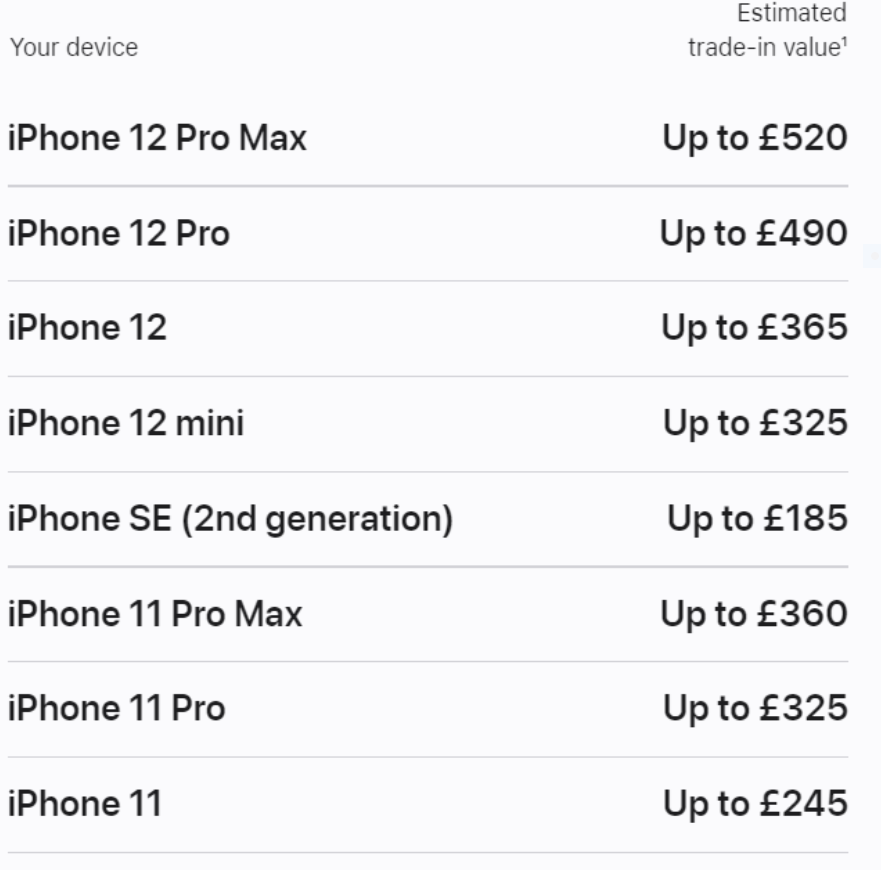 Estimated
Your device trade-in value¹
iPhone 12 Pro Max Up to £520
iPhone 12 Pro Up to £490
iPhone 12 Up to £365
iPhone 12 mini Up to £325
iPhone SE (2nd generation) Up to £185
iPhone 11 Pro Max Up to £360
iPhone 11 Pro Up to £325
iPhone 11 Up to £245